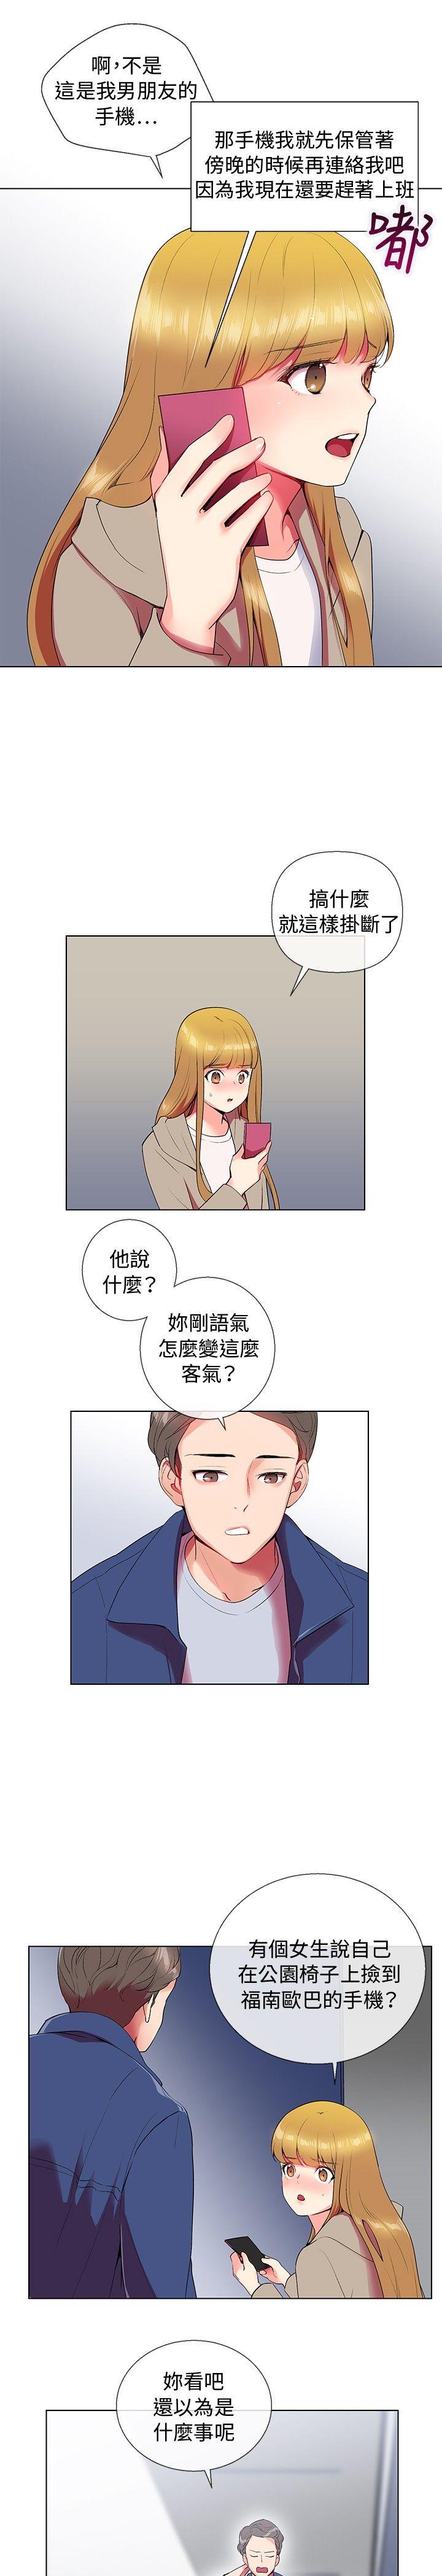 啊，不是
這是我男朋友的
手機...
那手機我就先保管著
傍晚的時候再連絡我吧
因為我現在還要趕著上班
嘟
搞什麼
就這樣掛斷了
他說
什麼？
妳剛語氣
怎麼變這麼
客氣？
有個女生說自己
在公園椅子上撿到
福南歐巴的手機？
妳看吧
還以為是
什麼事呢